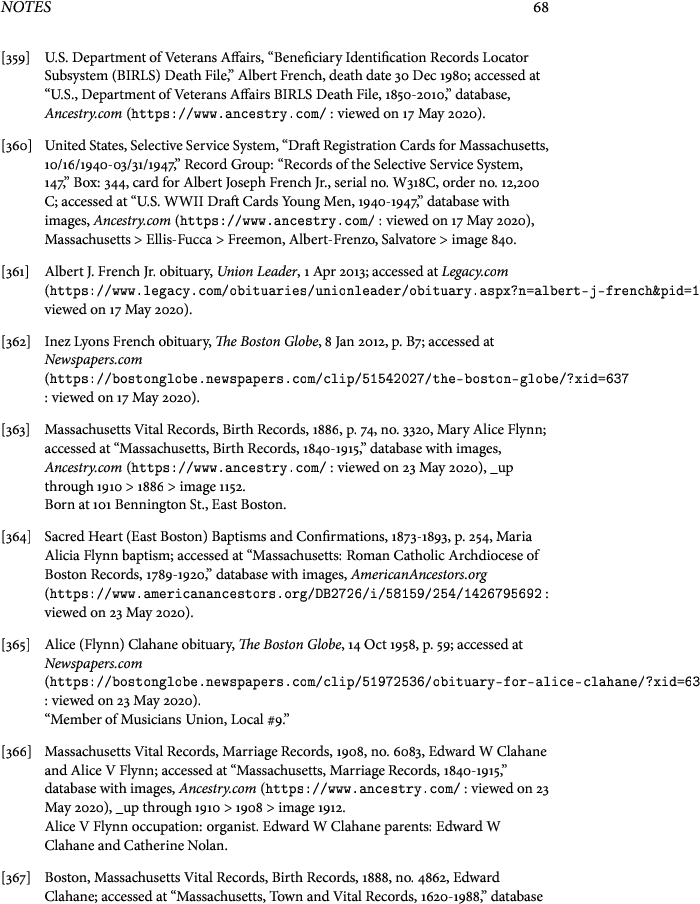 NOTES 68
[359] U.S. Department of Veterans Affairs, “Beneficiary Identification Records Locator
Subsystem (BIRLS) Death File,” Albert French, death date 30 Dec 1980; accessed at
“U.S., Department of Veterans Affairs BIRLS Death File, 1850-2010,” database,
Ancestry.com (https://www.ancestry.com/ : viewed on 17 May 2020).
[360] United States, Selective Service System, “Draft Registration Cards for Massachusetts,
10/16/1940-03/31/1947,” Record Group: “Records of the Selective Service System,
147,” Box: 344, card for Albert Joseph French Jr., serial no. W318C, order no. 12,200
C; accessed at “U.S. WWII Draft Cards Young Men, 1940-1947,” database with
images, Ancestry.com (https://www.ancestry.com/ : viewed on 17 May 2020),
Massachusetts > Ellis-Fucca > Freemon, Albert-Frenzo, Salvatore > image 840.
[361] Albert J. French Jr. obituary, Union Leader, 1 Apr 2013; accessed at Legacy.com
(https://www.legacy.com/obituaries/unionleader/obituary.aspx?n=albert-j-french&pid=1
viewed on 17 May 2020).
[362] Inez Lyons French obituary, The Boston Globe, 8 Jan 2012, p. B7; accessed at
Newspapers.com
(https://bostonglobe.newspapers.com/clip/51542027/the-boston-globe/?xid=637
: viewed on 17 May 2020).
[363] Massachusetts Vital Records, Birth Records, 1886, p. 74, no. 3320, Mary Alice Flynn;
accessed at “Massachusetts, Birth Records, 1840-1915,” database with images,
Ancestry.com (https://www.ancestry.com/ : viewed on 23 May 2020), _up
through 1910 > 1886 > image 1152.
Born at 101 Bennington St., East Boston.
[364] Sacred Heart (East Boston) Baptisms and Confirmations, 1873-1893, p. 254, Maria
Alicia Flynn baptism; accessed at “Massachusetts: Roman Catholic Archdiocese of
Boston Records, 1789-1920,” database with images, AmericanAncestors.org
(https://www.americanancestors.org/DB2726/i/58159/254/1426795692 :
viewed on 23 May 2020).
[365] Alice (Flynn) Clahane obituary, The Boston Globe, 14 Oct 1958, p. 59; accessed at
Newspapers.com
(https://bostonglobe.newspapers.com/clip/51972536/obituary-for-alice-clahane/?xid=63
: viewed on 23 May 2020).
“Member of Musicians Union, Local #9.”
[366] Massachusetts Vital Records, Marriage Records, 1908, no. 6083, Edward W Clahane
and Alice V Flynn; accessed at “Massachusetts, Marriage Records, 1840-1915,”
database with images, Ancestry.com (https://www.ancestry.com/ : viewed on 23
May 2020), _up through 1910 > 1908 > image 1912.
Alice V Flynn occupation: organist. Edward W Clahane parents: Edward W
Clahane and Catherine Nolan.
[367] Boston, Massachusetts Vital Records, Birth Records, 1888, no. 4862, Edward
Clahane; accessed at “Massachusetts, Town and Vital Records, 1620-1988,” database